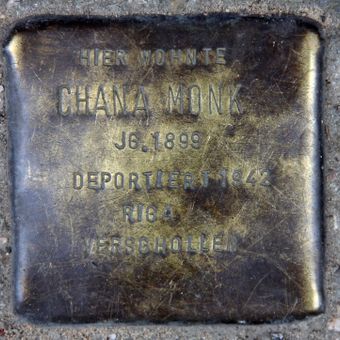 HIER WOHNTE
CHANA MONK
JG. 1899
DEPORTIERT 1942
RIGA
VERSCHOLLEN